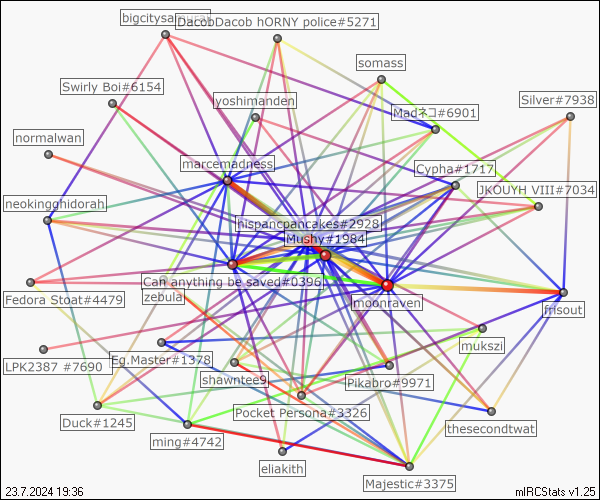 bigcitysamurai
DacobDacob hORNY police#5271
somass
Swirly Boi#6154
yoshimanden
Silver#7938
Madネコ#6901
normalwan
marcemadness
Cypha#1717
JKOUYH VIII#7034
neokingghidorah
hispancpancakes#2928
Mushy#1984
Can anything be saved#0396
Fedora Stoat#4479
zebula
moonraven
frisout
mukszi
LPK2387 #7690
Eg.Master#1378
shawntee9
Pikabro#9971
Duck#1245
Pocket Persona#3326
thesecondtwat
ming#4742
eliakith
Majestic#3375
23.7.2024 19:36
mIRCStats v1.25